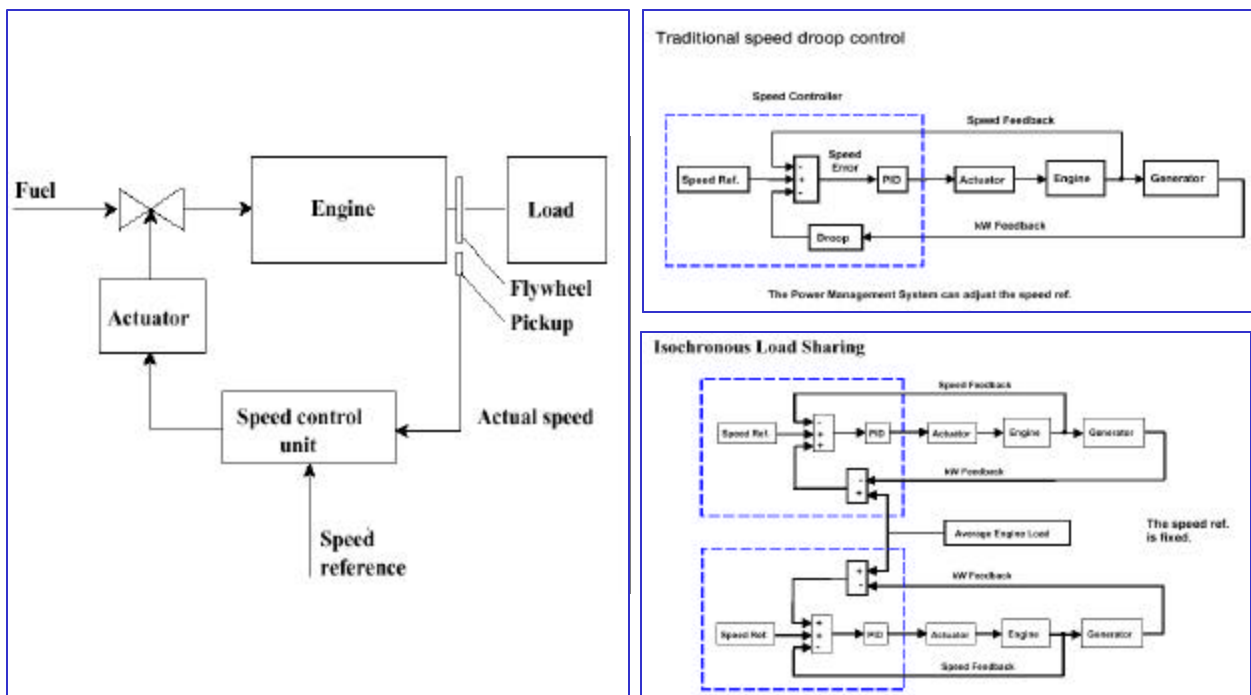 Fuel
Engine
Load
Flywheel
Pickup
Actuator
Speed control
unit
Actual speed
Speed
reference
Traditional speed droop control
Speed Controller
Speed Feedback
Speed
Error
-
+
-
Speed Ref.
PID
Actuator
Engine
Generator
kW Feedback
Droop
The Power Management System can adjust the speed ref.
Isochronous Load Sharing
Speed Feedback
-
+
+
Speed Ref.
PID
Actuator
Engine
Generator
kW Feedback
-
+
Average Engine Load
The speed ref.
is fixed.
+
-
kW Feedback
+
+
-
Speed Ref.
PID
Actuator
Engine
Generator
Speed Feedback